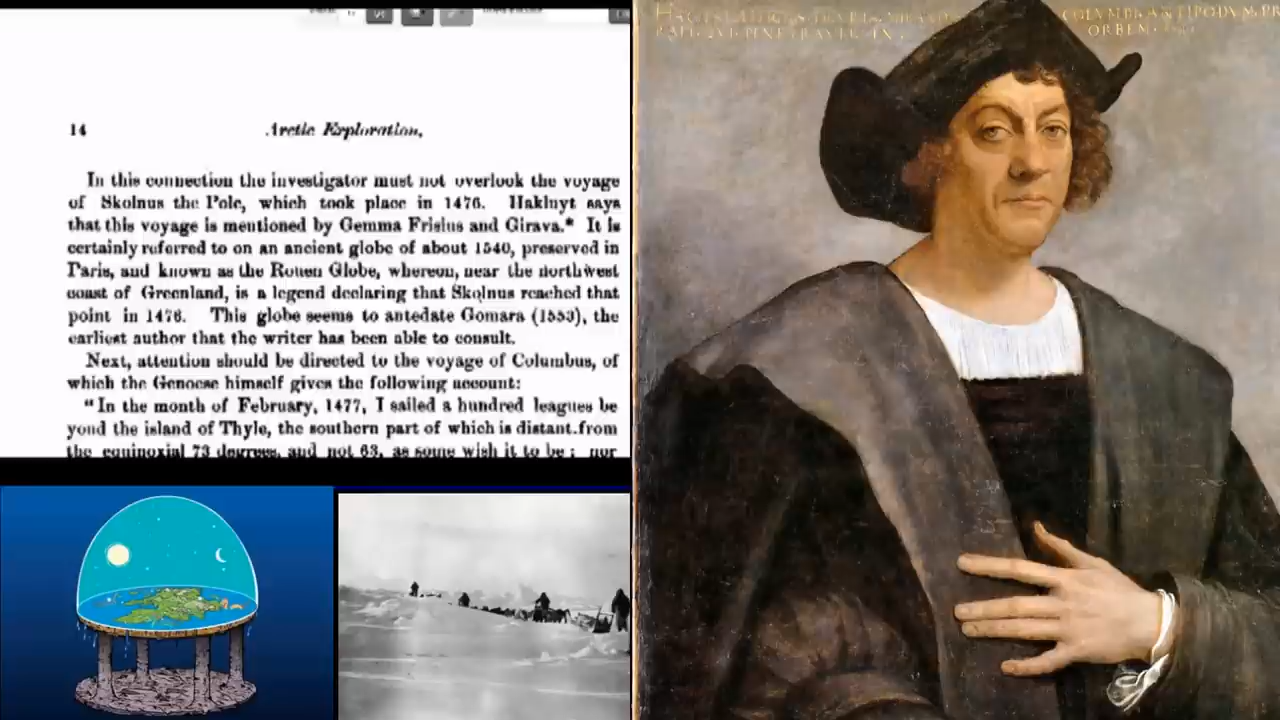 14 Arctic Exploration,
In this connection the investigator must not overlook the voyage
of Skolnus the Pole, which took place in 1476. Hakluyt says
that this voyage is mentioned by Gemma Frisius and Girava.* It is
certainly referred to on an ancient globe of about 1540, preserved in
Paris, and known as the Rouen Globe, whereon, near the northwest
coast of Greenland, is a legend declaring that Skolnus reached that
point in 1476. This globe seems to antedate Gomara (1553), the
earliest author that the writer has been able to consult.
Next, attention should be directed to the voyage of Columbus, of
which the Genoese himself gives the following account:
"In the month of February, 1477, I sailed a hundred leagues be
yond the island of Thyle, the southern part of which is distant.from
the equinoxial 73 degrees, and not 63, as some wish it to be; nor
COLVMBI ANTIPODVM PR
ORBEM